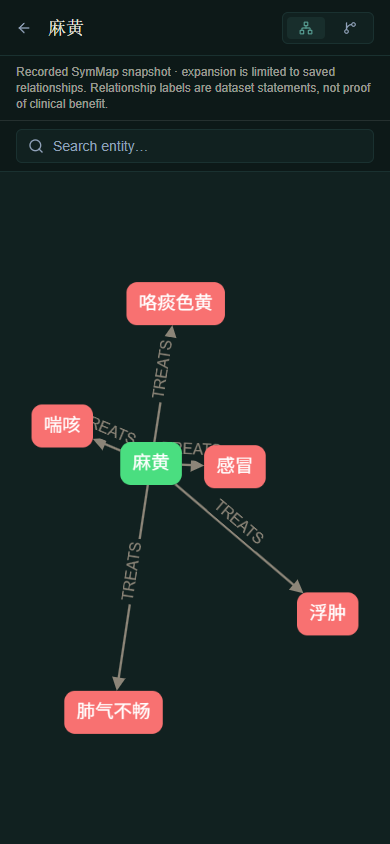 麻黄
Recorded SymMap snapshot · expansion is limited to saved
relationships. Relationship labels are dataset statements, not proof
of clinical benefit.
Search entity…
咯痰色黄
TREATS
喘咳
REATS
REATS
麻黄
感冒
TREATS
TREATS
浮肿
肺气不畅